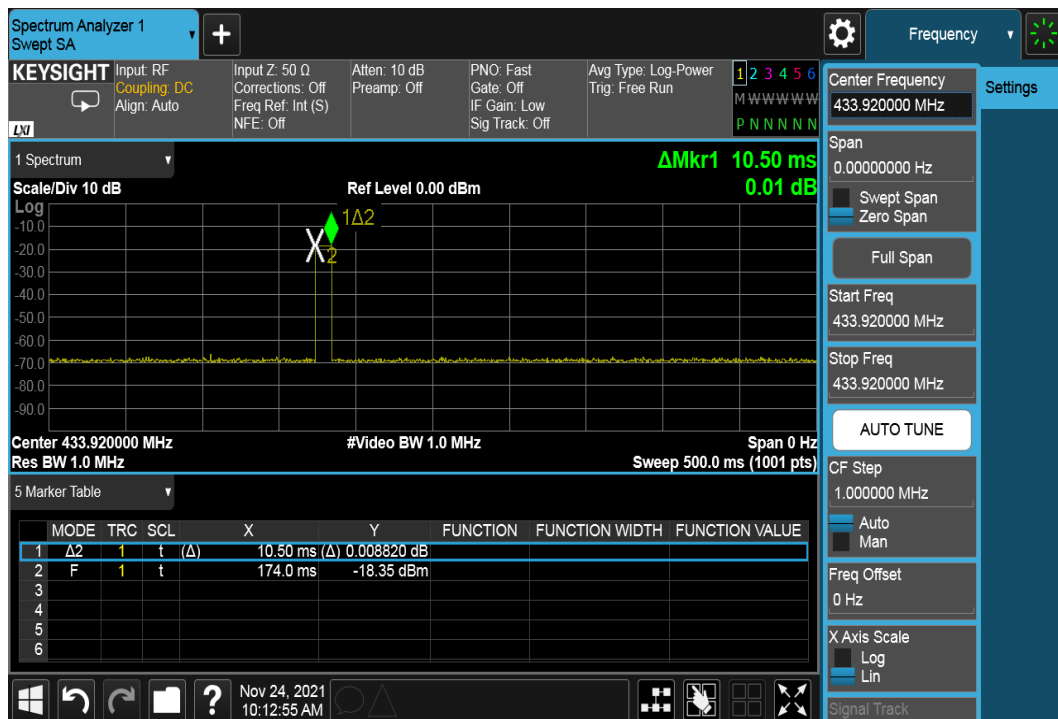 Spectrum Analyzer 1
Swept SA
+
Frequency
KEYSIGHT
LXI
Input: RF
Coupling: DC
Align: Auto
Input Z: 50 Ω
Corrections: Off
Freq Ref: Int (S)
NFE: Off
Atten: 10 dB
Preamp: Off
PNO: Fast
Gate: Off
IF Gain: Low
Sig Track: Off
Avg Type: Log-Power
Trig: Free Run
1 2 3 4 5 6
M W W W W W
P N N N N N
1 Spectrum
ΔMkr1 10.50 ms
0.01 dB
Scale/Div 10 dB
Ref Level 0.00 dBm
Log
1Δ2
X
2
-10.0
-20.0
-30.0
-40.0
-50.0
-60.0
-70.0
-80.0
-90.0
Center 433.920000 MHz
#Video BW 1.0 MHz
Span 0 Hz
Res BW 1.0 MHz
Sweep 500.0 ms (1001 pts)
5 Marker Table
MODE TRC SCL X Y FUNCTION FUNCTION WIDTH FUNCTION VALUE
1 Δ2 1 t (Δ) 10.50 ms (Δ) 0.008820 dB
2 F 1 t 174.0 ms -18.35 dBm
3
4
5
6
?
Nov 24, 2021
10:12:55 AM
Center Frequency
433.920000 MHz
Settings
Span
0.00000000 Hz
Swept Span
Zero Span
Full Span
Start Freq
433.920000 MHz
Stop Freq
433.920000 MHz
AUTO TUNE
CF Step
1.000000 MHz
Auto
Man
Freq Offset
0 Hz
X Axis Scale
Log
Lin
Signal Track